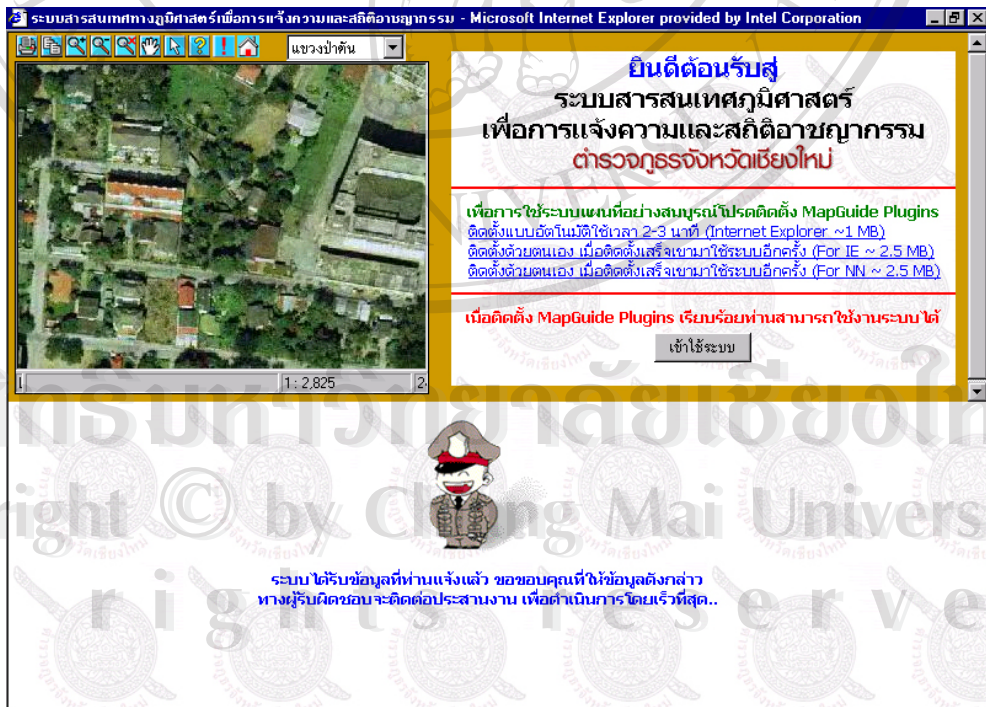 ระบบสารสนเทศทางภูมิศาสตร์เพื่อการแจ้งความและสถิติอาชญากรรม - Microsoft Internet Explorer provided by Intel Corporation
แขวงป่าตัน
ยินดีต้อนรับสู่
ระบบสารสนเทศภูมิศาสตร์
เพื่อการแจ้งความและสถิติอาชญากรรม
ตำรวจภูธรจังหวัดเชียงใหม่
เพื่อการใช้ระบบแผนที่อย่างสมบูรณ์โปรดติดตั้ง MapGuide Plugins
ติดตั้งแบบอัตโนมัติใช้เวลา 2-3 นาที (Internet Explorer ~1 MB)
ติดตั้งด้วยตนเอง เมื่อติดตั้งเสร็จเขามาใช้ระบบอีกครั้ง (For IE ~ 2.5 MB)
ติดตั้งด้วยตนเอง เมื่อติดตั้งเสร็จเขามาใช้ระบบอีกครั้ง (For NN ~ 2.5 MB)
เมื่อติดตั้ง MapGuide Plugins เรียบร้อยท่านสามารถใช้งานระบบได้
เข้าใช้ระบบ
1 : 2,825
ระบบได้รับข้อมูลที่ท่านแจ้งแล้ว ขอขอบคุณที่ให้ข้อมูลดังกล่าว
ทางผู้รับผิดชอบจะติดต่อประสานงาน เพื่อดำเนินการโดยเร็วที่สุด..
มหาวิทยาลัยเชียงให
right © by Chiang Mai Univers
rights reserve